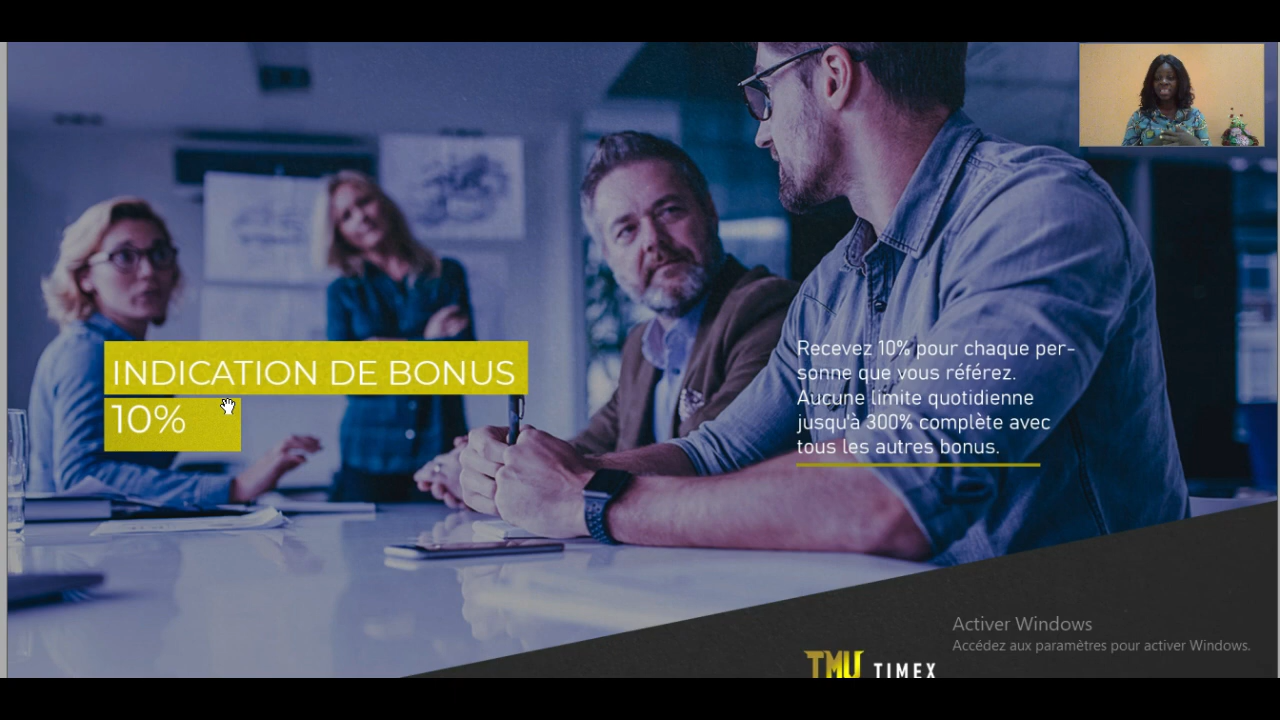 INDICATION DE BONUS
10%
Recevez 10% pour chaque per-
sonne que vous référez.
Aucune limite quotidienne
jusqu'à 300% complète avec
tous les autres bonus.
Activer Windows
Accédez aux paramètres pour activer Windows.
TMU TIMEX